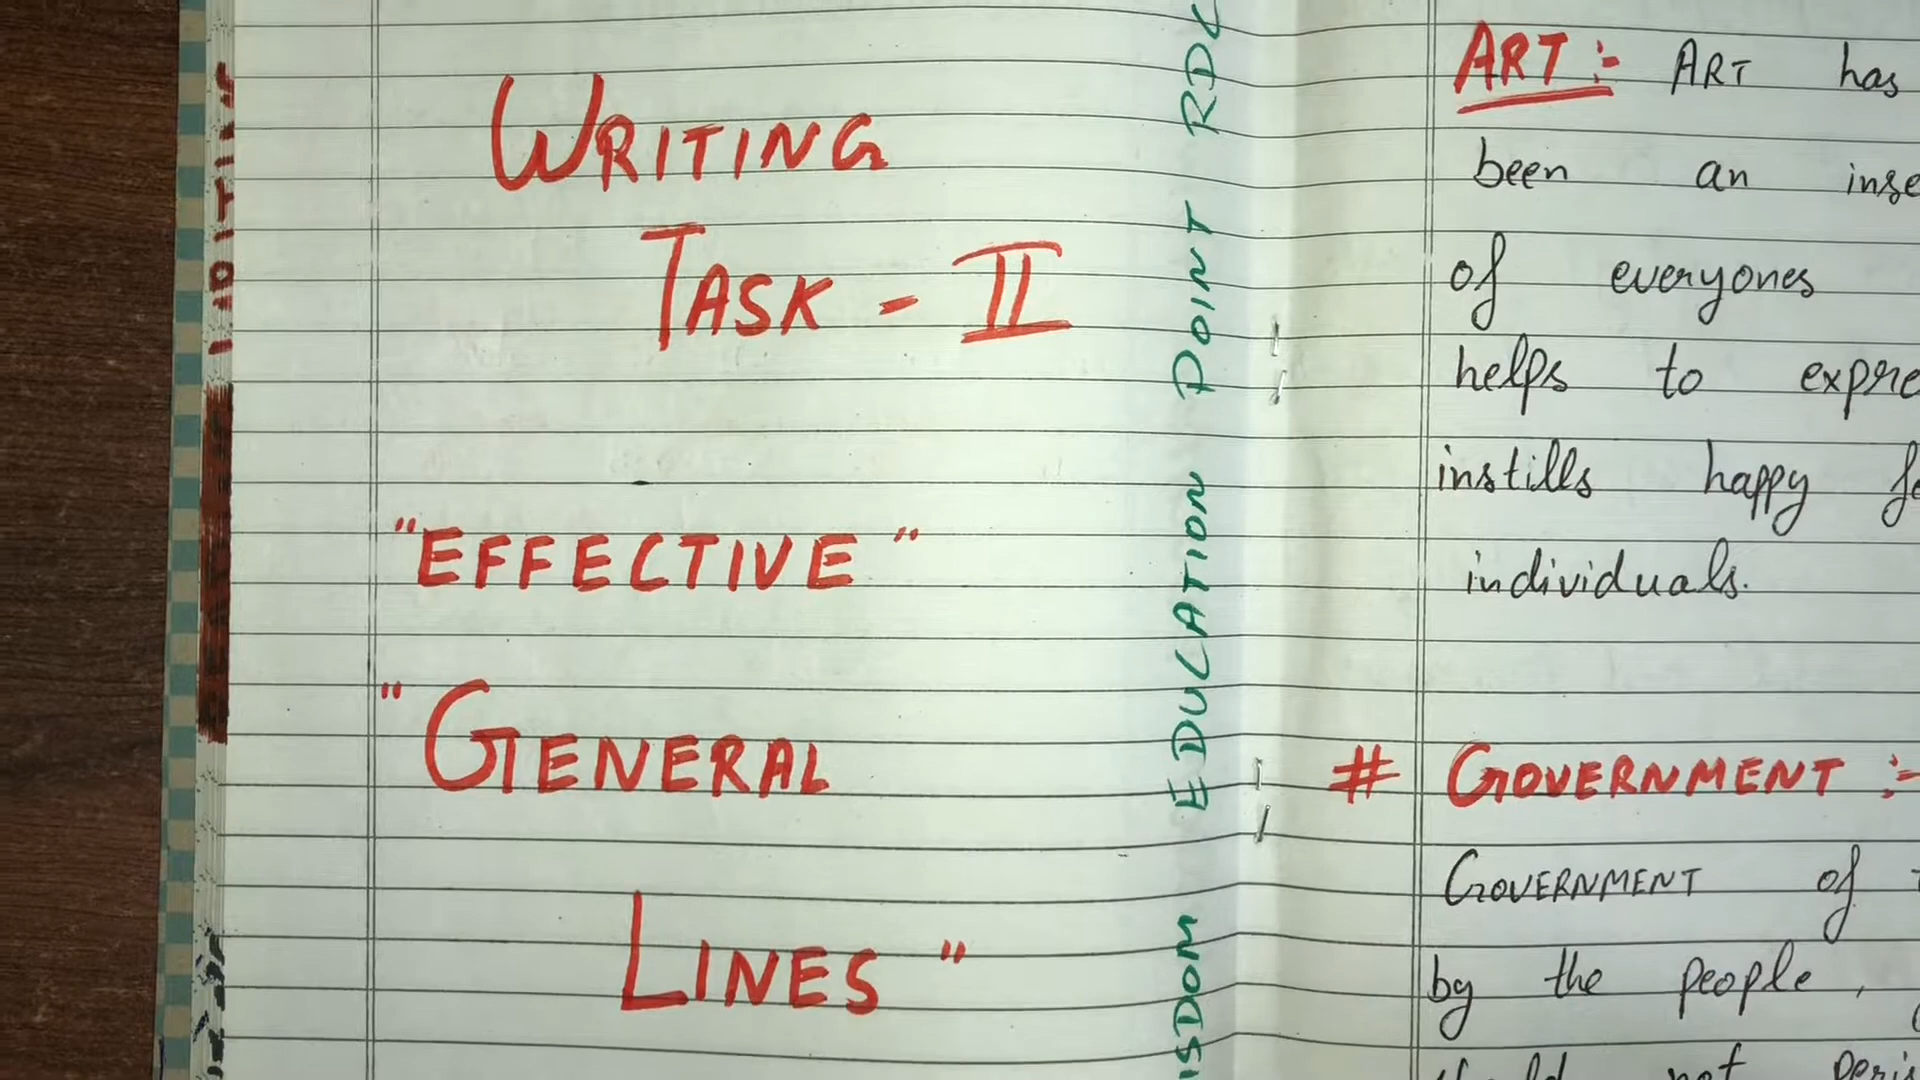 WRITING
TASK - II
"EFFECTIVE"
"GENERAL
LINES"
EDUCATION POINT
ART :- ART has
been an
of everyones
helps to
instills happy
individuals.
# GOVERNMENT :-
GOVERNMENT of
by the people,
not